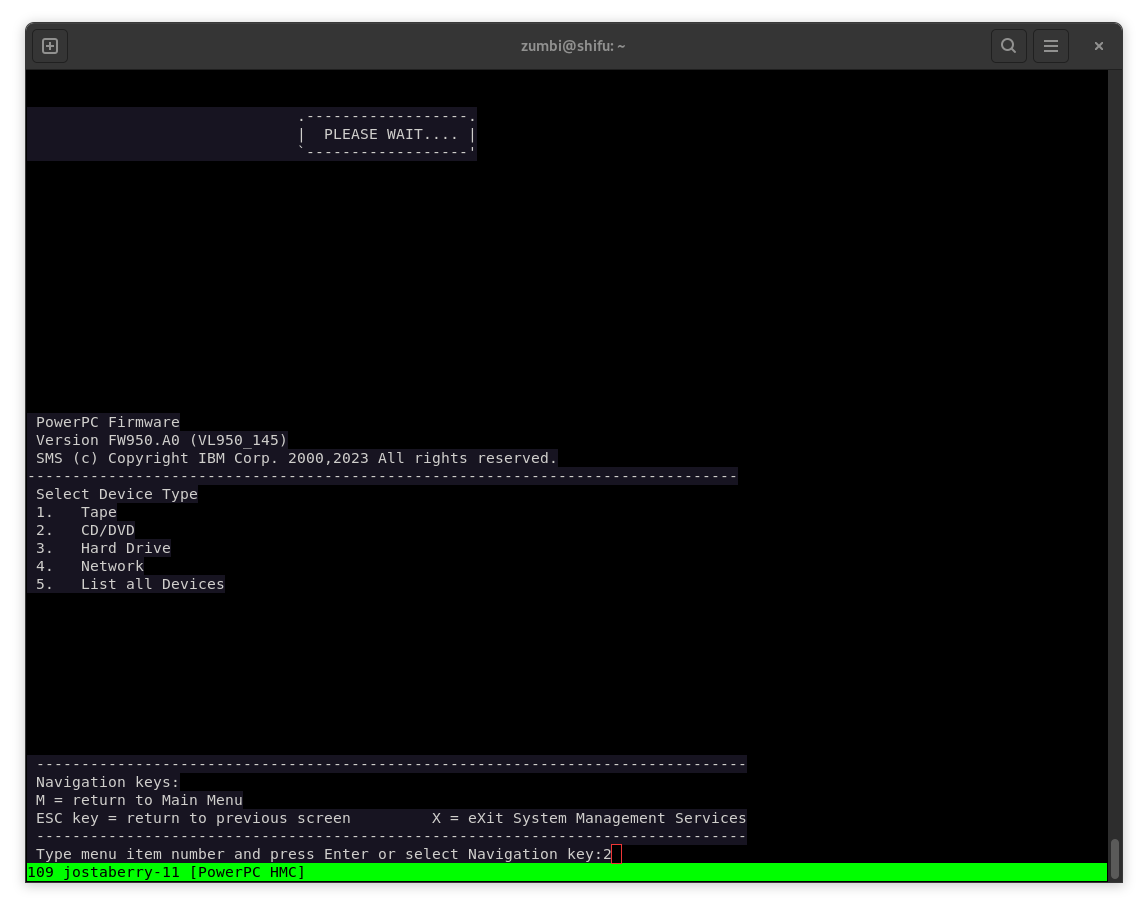 zumbi@shifu: ~
.------------------.
|  PLEASE WAIT.... |
`------------------'
PowerPC Firmware
Version FW950.A0 (VL950_145)
SMS (c) Copyright IBM Corp. 2000,2023 All rights reserved.
-------------------------------------------------------------------------------
Select Device Type
1.   Tape
2.   CD/DVD
3.   Hard Drive
4.   Network
5.   List all Devices
-------------------------------------------------------------------------------
Navigation keys:
M = return to Main Menu
ESC key = return to previous screen         X = eXit System Management Services
-------------------------------------------------------------------------------
Type menu item number and press Enter or select Navigation key:2
109 jostaberry-11 [PowerPC HMC]